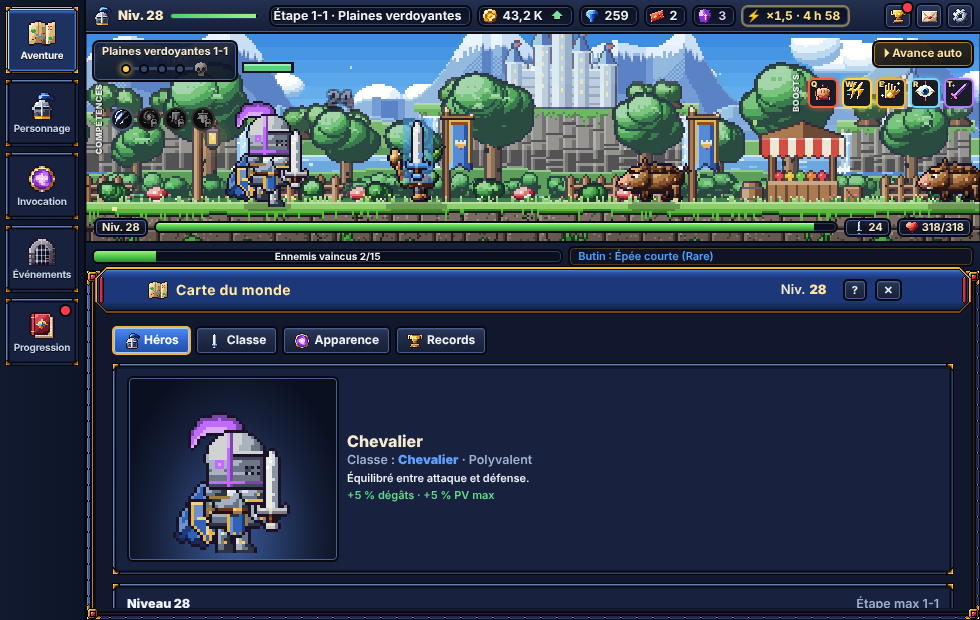 Niv. 28
Étape 1-1 · Plaines verdoyantes
43,2 K
259
2
3
×1,5 · 4 h 58
Aventure
Personnage
Invocation
Événements
Progression
Plaines verdoyantes 1-1
Avance auto
COMPÉTENCES
BOOSTS
24
Niv. 28
24
318/318
Ennemis vaincus 2/15
Butin : Épée courte (Rare)
Carte du monde
Niv. 28
?
×
Héros
Classe
Apparence
Records
Chevalier
Classe : Chevalier · Polyvalent
Équilibré entre attaque et défense.
+5 % dégâts · +5 % PV max
Niveau 28
Étape max 1-1